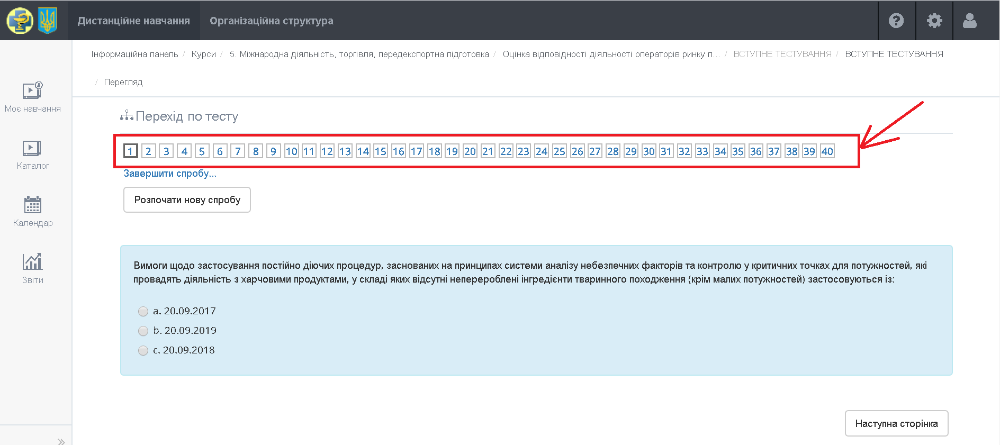 Дистанційне навчання Організаційна структура
Інформаційна панель / Курси / 5. Міжнародна діяльність, торгівля, передекспортна підготовка / Оцінка відповідності діяльності операторів ринку п... / ВСТУПНЕ ТЕСТУВАННЯ / ВСТУПНЕ ТЕСТУВАННЯ
/ Перегляд
Моє навчання
Каталог
Календар
Звіти
Перехід по тесту
1 2 3 4 5 6 7 8 9 10 11 12 13 14 15 16 17 18 19 20 21 22 23 24 25 26 27 28 29 30 31 32 33 34 35 36 37 38 39 40
Завершити спробу...
Розпочати нову спробу
Вимоги щодо застосування постійно діючих процедур, заснованих на принципах системи аналізу небезпечних факторів та контролю у критичних точках для потужностей, які
провадять діяльність з харчовими продуктами, у складі яких відсутні неперероблені інгредієнти тваринного походження (крім малих потужностей) застосовуються із:
a. 20.09.2017
b. 20.09.2019
c. 20.09.2018
Наступна сторінка